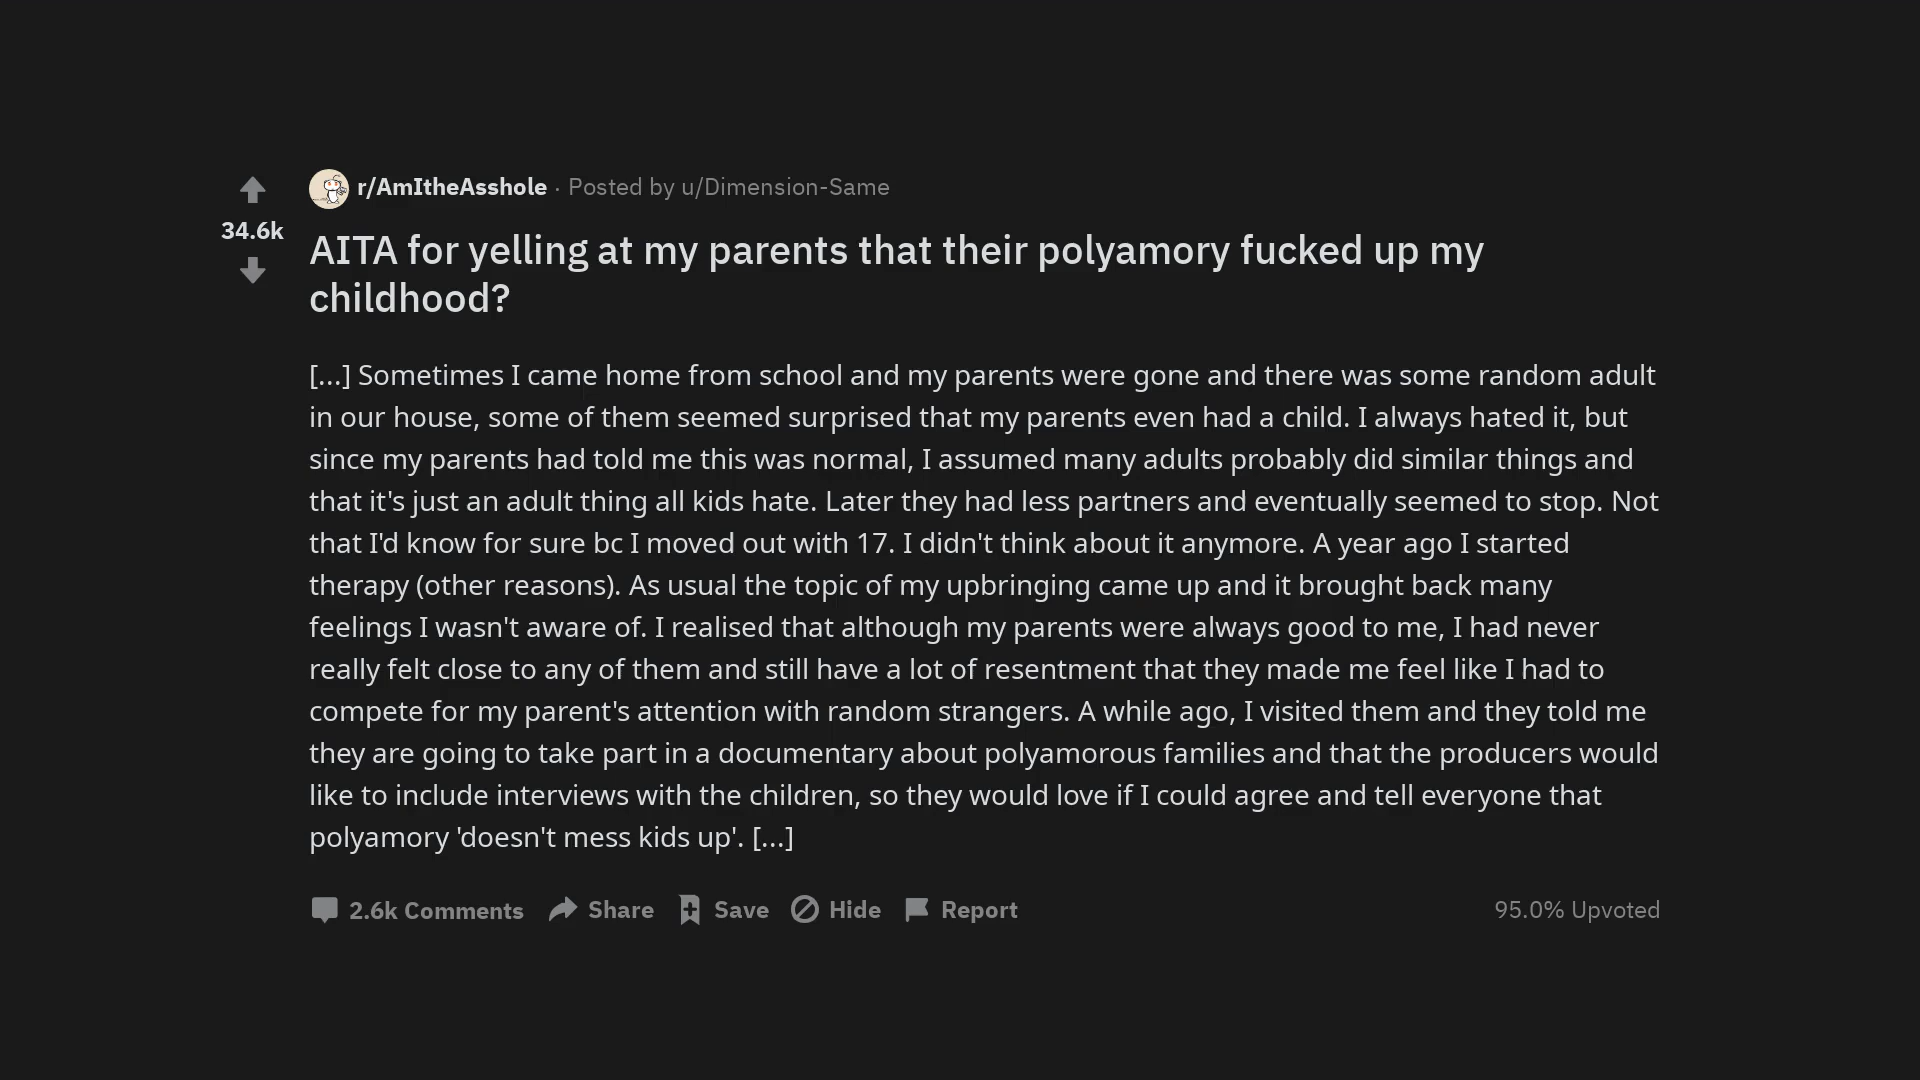 r/AmItheAsshole · Posted by u/Dimension-Same
34.6k
AITA for yelling at my parents that their polyamory fucked up my
childhood?
[...] Sometimes I came home from school and my parents were gone and there was some random adult
in our house, some of them seemed surprised that my parents even had a child. I always hated it, but
since my parents had told me this was normal, I assumed many adults probably did similar things and
that it's just an adult thing all kids hate. Later they had less partners and eventually seemed to stop. Not
that I'd know for sure bc I moved out with 17. I didn't think about it anymore. A year ago I started
therapy (other reasons). As usual the topic of my upbringing came up and it brought back many
feelings I wasn't aware of. I realised that although my parents were always good to me, I had never
really felt close to any of them and still have a lot of resentment that they made me feel like I had to
compete for my parent's attention with random strangers. A while ago, I visited them and they told me
they are going to take part in a documentary about polyamorous families and that the producers would
like to include interviews with the children, so they would love if I could agree and tell everyone that
polyamory 'doesn't mess kids up'. [...]
2.6k Comments Share Save Hide Report 95.0% Upvoted